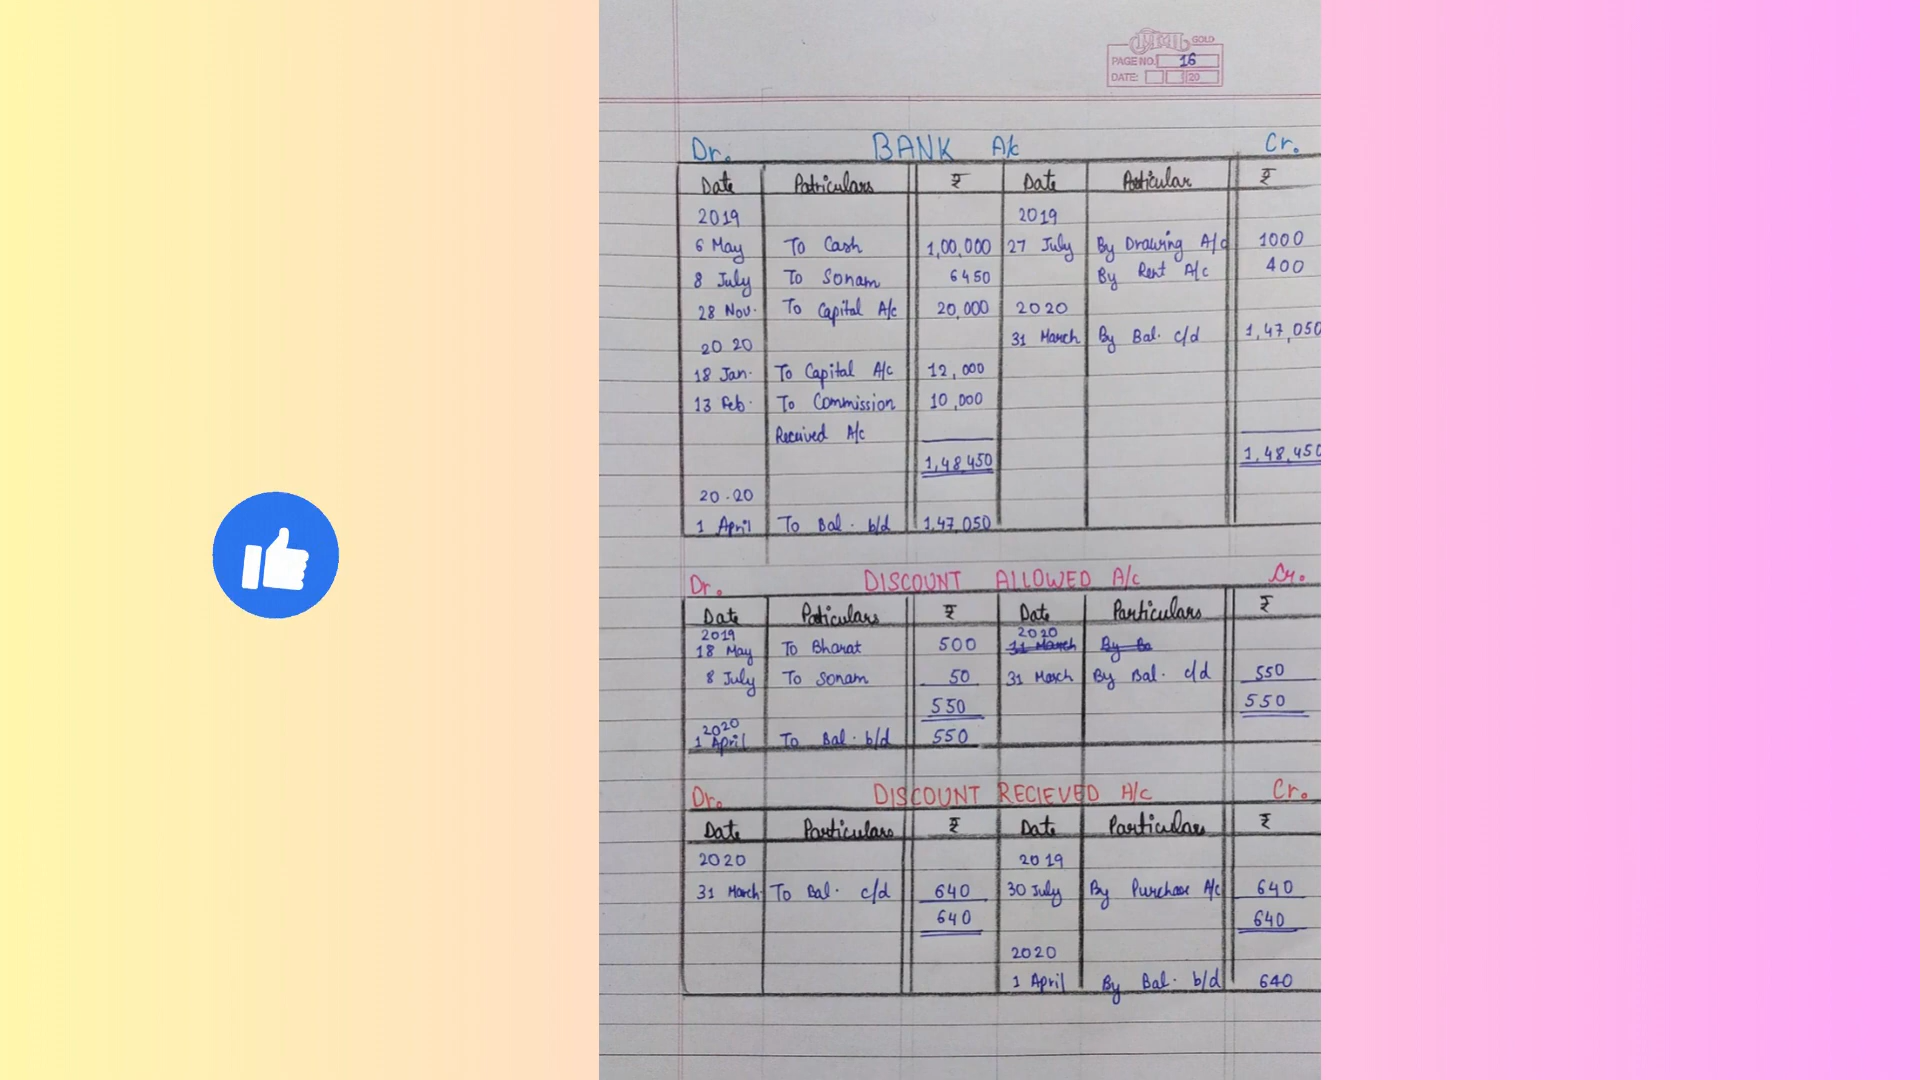 GOLD
PAGE NO. 16
DATE: 20
Dr. BANK A/c Cr.
Date Patriculars ₹ Date Particular ₹
2019 2019
6 May To Cash 1,00,000 27 July By Drawing A/c 1000
8 July To Sonam 6450 By Rent A/c 400
28 Nov. To Capital A/c 20,000 2020
2020 31 March By Bal. c/d 1,47,050
18 Jan. To Capital A/c 12,000
13 Feb. To Commission 10,000
Received A/c
1,48,450 1,48,450
2020
1 April To Bal. b/d 1,47,050
Dr. DISCOUNT ALLOWED A/c Cr.
Date Particulars ₹ Date Particulars ₹
2019 2020
18 May To Bharat 500 31 March By Ba
8 July To Sonam 50 31 March By Bal. c/d 550
550 550
2020
1 April To Bal. b/d 550
Dr. DISCOUNT RECIEVED A/c Cr.
Date Particulars ₹ Date Particulars ₹
2020 2019
31 March To Bal. c/d 640 30 July By Purchase A/c 640
640 640
2020
1 April By Bal. b/d 640